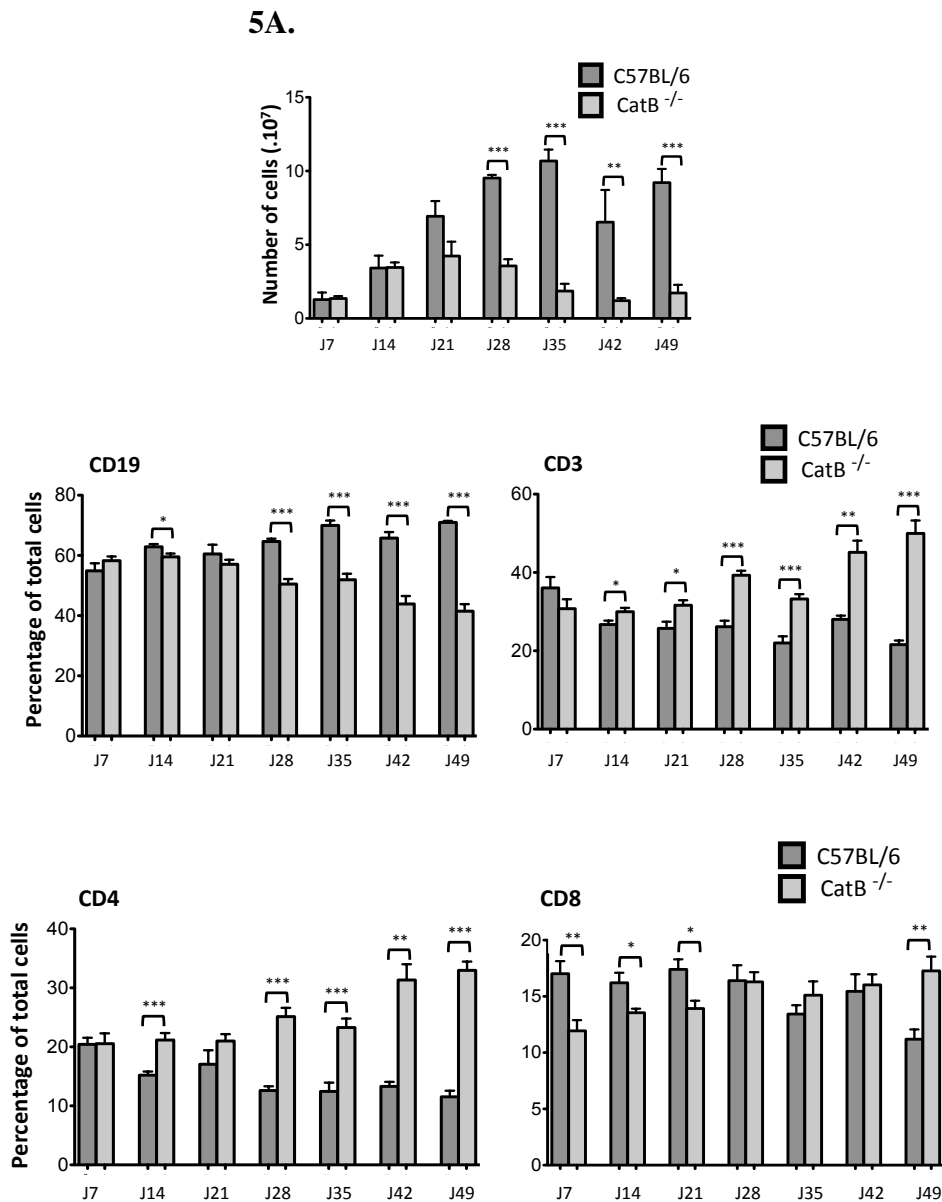 5A.
C57BL/6
CatB -/-
Number of cells (.10⁷)
15
10
5
0
***
***
**
***
J7 J14 J21 J28 J35 J42 J49
C57BL/6
CatB -/-
CD19
Percentage of total cells
80
60
40
20
0
*
***
***
***
***
J7 J14 J21 J28 J35 J42 J49
CD3
60
40
20
0
*
*
***
***
**
***
J7 J14 J21 J28 J35 J42 J49
C57BL/6
CatB -/-
CD4
Percentage of total cells
40
30
20
10
0
***
***
***
**
***
J7 J14 J21 J28 J35 J42 J49
CD8
20
15
10
5
0
**
*
*
**
J7 J14 J21 J28 J35 J42 J49